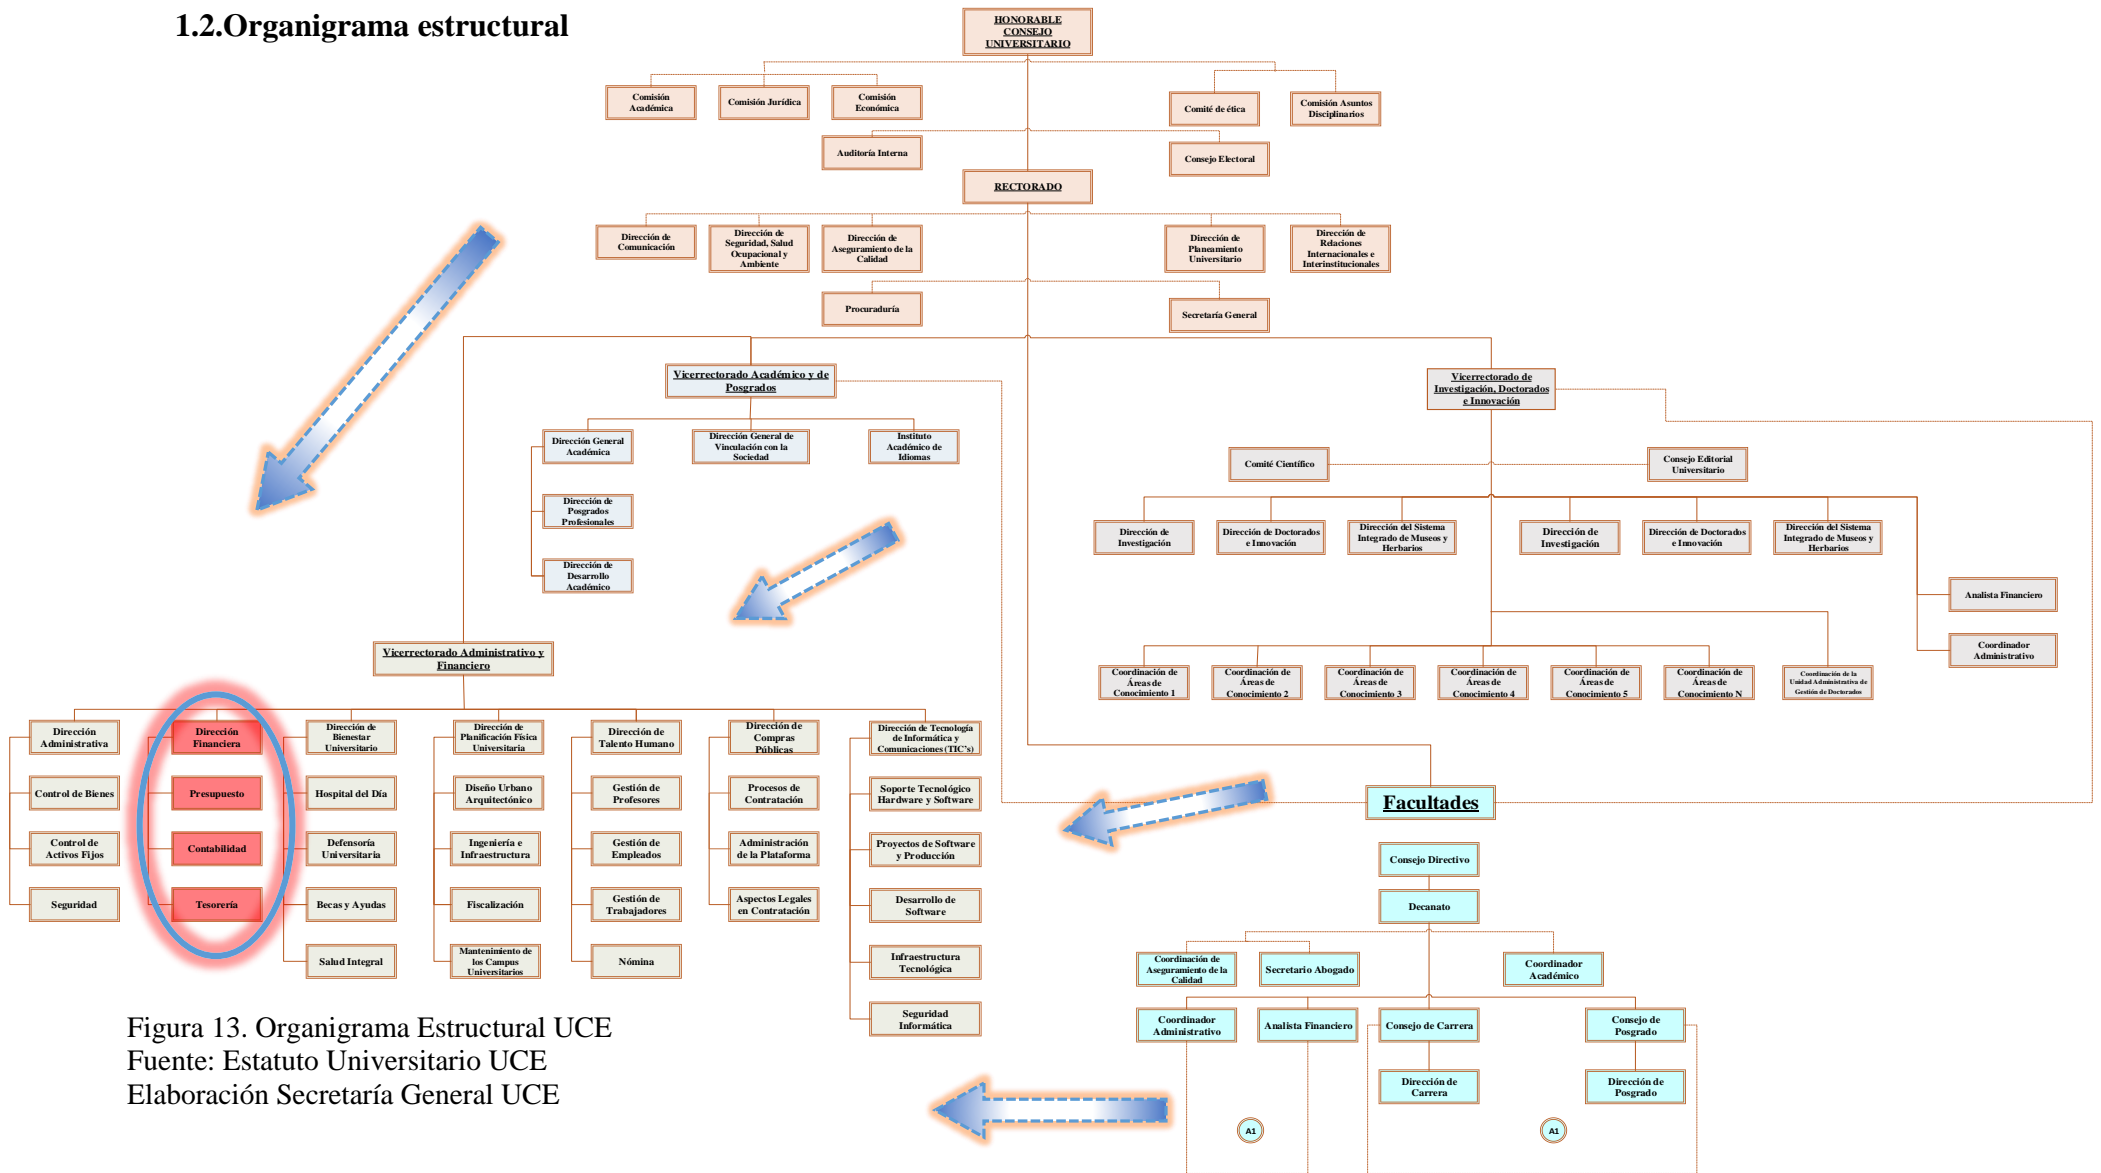 1.2.Organigrama estructural
HONORABLE
CONSEJO
UNIVERSITARIO
Comisión
Académica
Comisión Jurídica
Comisión
Económica
Comité de ética
Comisión Asuntos
Disciplinarios
Auditoría Interna
Consejo Electoral
RECTORADO
Dirección de
Comunicación
Dirección de
Seguridad, Salud
Ocupacional y
Ambiente
Dirección de
Aseguramiento de la
Calidad
Dirección de
Planeamiento
Universitario
Dirección de
Relaciones
Internacionales e
Interinstitucionales
Procuraduría
Secretaría General
Vicerrectorado Académico y de
Posgrados
Vicerrectorado de
Investigación, Doctorados
e Innovación
Dirección General
Académica
Dirección General de
Vinculación con la
Sociedad
Instituto
Académico de
Idiomas
Dirección de
Posgrados
Profesionales
Dirección de
Desarrollo
Académico
Comité Científico
Consejo Editorial
Universitario
Dirección de
Investigación
Dirección de Doctorados
e Innovación
Dirección del Sistema
Integrado de Museos y
Herbarios
Dirección de
Investigación
Dirección de Doctorados
e Innovación
Dirección del Sistema
Integrado de Museos y
Herbarios
Analista Financiero
Coordinador
Administrativo
Coordinación de
Áreas de
Conocimiento 1
Coordinación de
Áreas de
Conocimiento 2
Coordinación de
Áreas de
Conocimiento 3
Coordinación de
Áreas de
Conocimiento 4
Coordinación de
Áreas de
Conocimiento 5
Coordinación de
Áreas de
Conocimiento N
Coordinación de la
Unidad Administrativa de
Gestión de Doctorados
Vicerrectorado Administrativo y
Financiero
Dirección
Administrativa
Control de Bienes
Control de
Activos Fijos
Seguridad
Dirección
Financiera
Presupuesto
Contabilidad
Tesorería
Dirección de
Bienestar
Universitario
Hospital del Día
Defensoría
Universitaria
Becas y Ayudas
Salud Integral
Dirección de
Planificación Física
Universitaria
Diseño Urbano
Arquitectónico
Ingeniería e
Infraestructura
Fiscalización
Mantenimiento de
los Campus
Universitarios
Dirección de
Talento Humano
Gestión de
Profesores
Gestión de
Empleados
Gestión de
Trabajadores
Nómina
Dirección de
Compras
Públicas
Procesos de
Contratación
Administración
de la Plataforma
Aspectos Legales
en Contratación
Dirección de Tecnología
de Informática y
Comunicaciones (TIC's)
Soporte Tecnológico
Hardware y Software
Proyectos de Software
y Producción
Desarrollo de
Software
Infraestructura
Tecnológica
Seguridad
Informática
Facultades
Consejo Directivo
Decanato
Coordinación de
Aseguramiento de la
Calidad
Secretario Abogado
Coordinador
Académico
Coordinador
Administrativo
Analista Financiero
Consejo de Carrera
Consejo de
Posgrado
Dirección de
Carrera
Dirección de
Posgrado
A1
A1
Figura 13. Organigrama Estructural UCE
Fuente: Estatuto Universitario UCE
Elaboración Secretaría General UCE